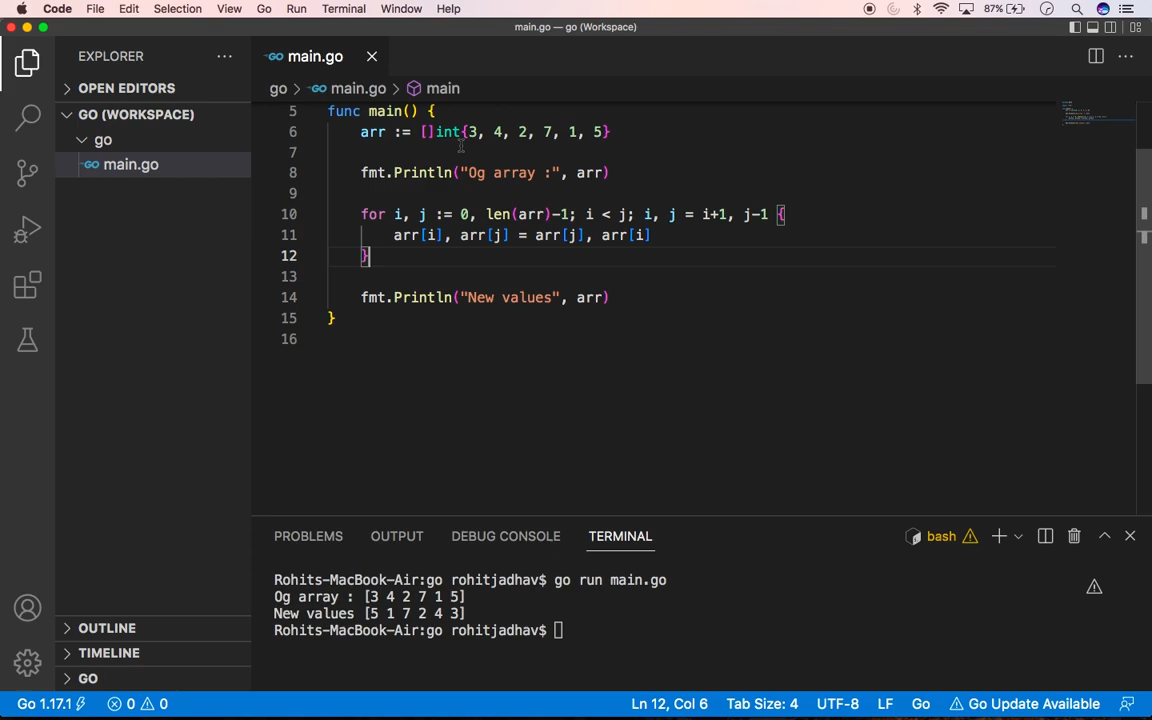 Code File Edit Selection View Go Run Terminal Window Help 87%
main.go — go (Workspace)
EXPLORER
OPEN EDITORS
GO (WORKSPACE)
go
main.go
OUTLINE
TIMELINE
GO
main.go
go > main.go > main
5 func main() {
6 arr := []int{3, 4, 2, 7, 1, 5}
7
8 fmt.Println("Og array :", arr)
9
10 for i, j := 0, len(arr)-1; i < j; i, j = i+1, j-1 {
11 arr[i], arr[j] = arr[j], arr[i]
12 }
13
14 fmt.Println("New values", arr)
15 }
16
PROBLEMS OUTPUT DEBUG CONSOLE TERMINAL bash
Rohits-MacBook-Air:go rohitjadhav$ go run main.go
Og array : [3 4 2 7 1 5]
New values [5 1 7 2 4 3]
Rohits-MacBook-Air:go rohitjadhav$
Go 1.17.1 0 0 Ln 12, Col 6 Tab Size: 4 UTF-8 LF Go Go Update Available